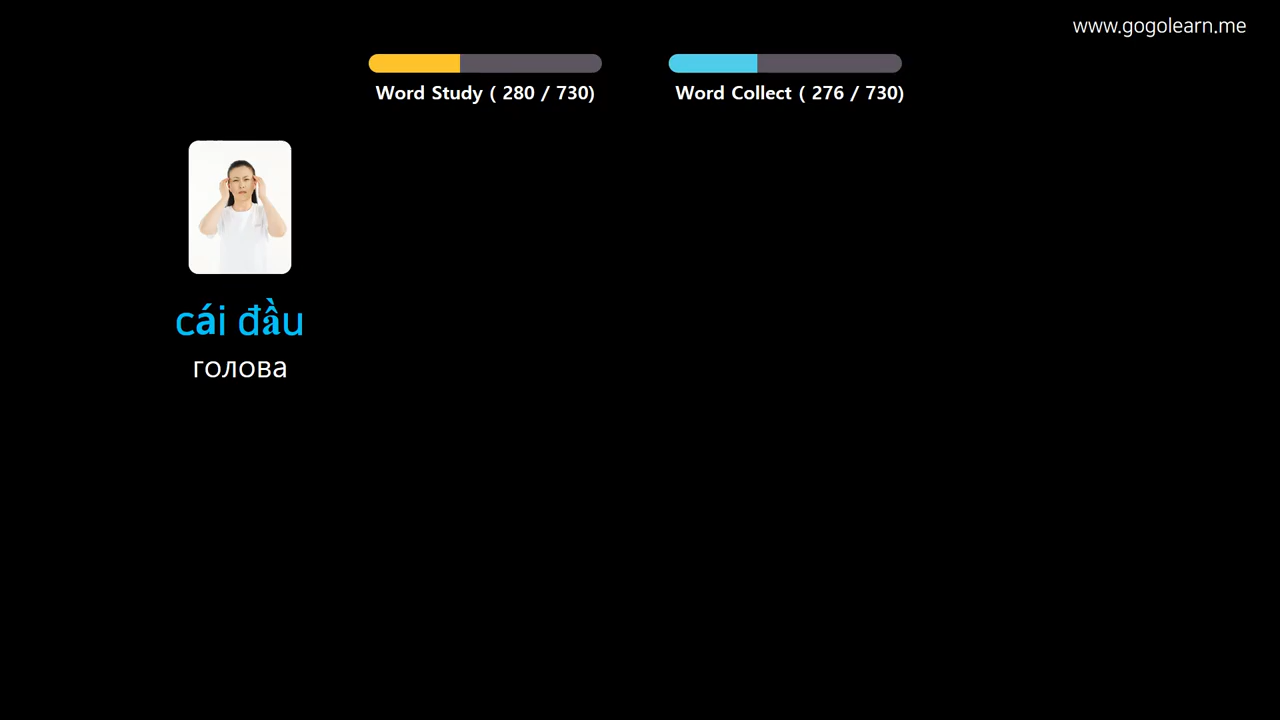 www.gogolearn.me
Word Study ( 280 / 730)
Word Collect ( 276 / 730)
cái đầu
голова